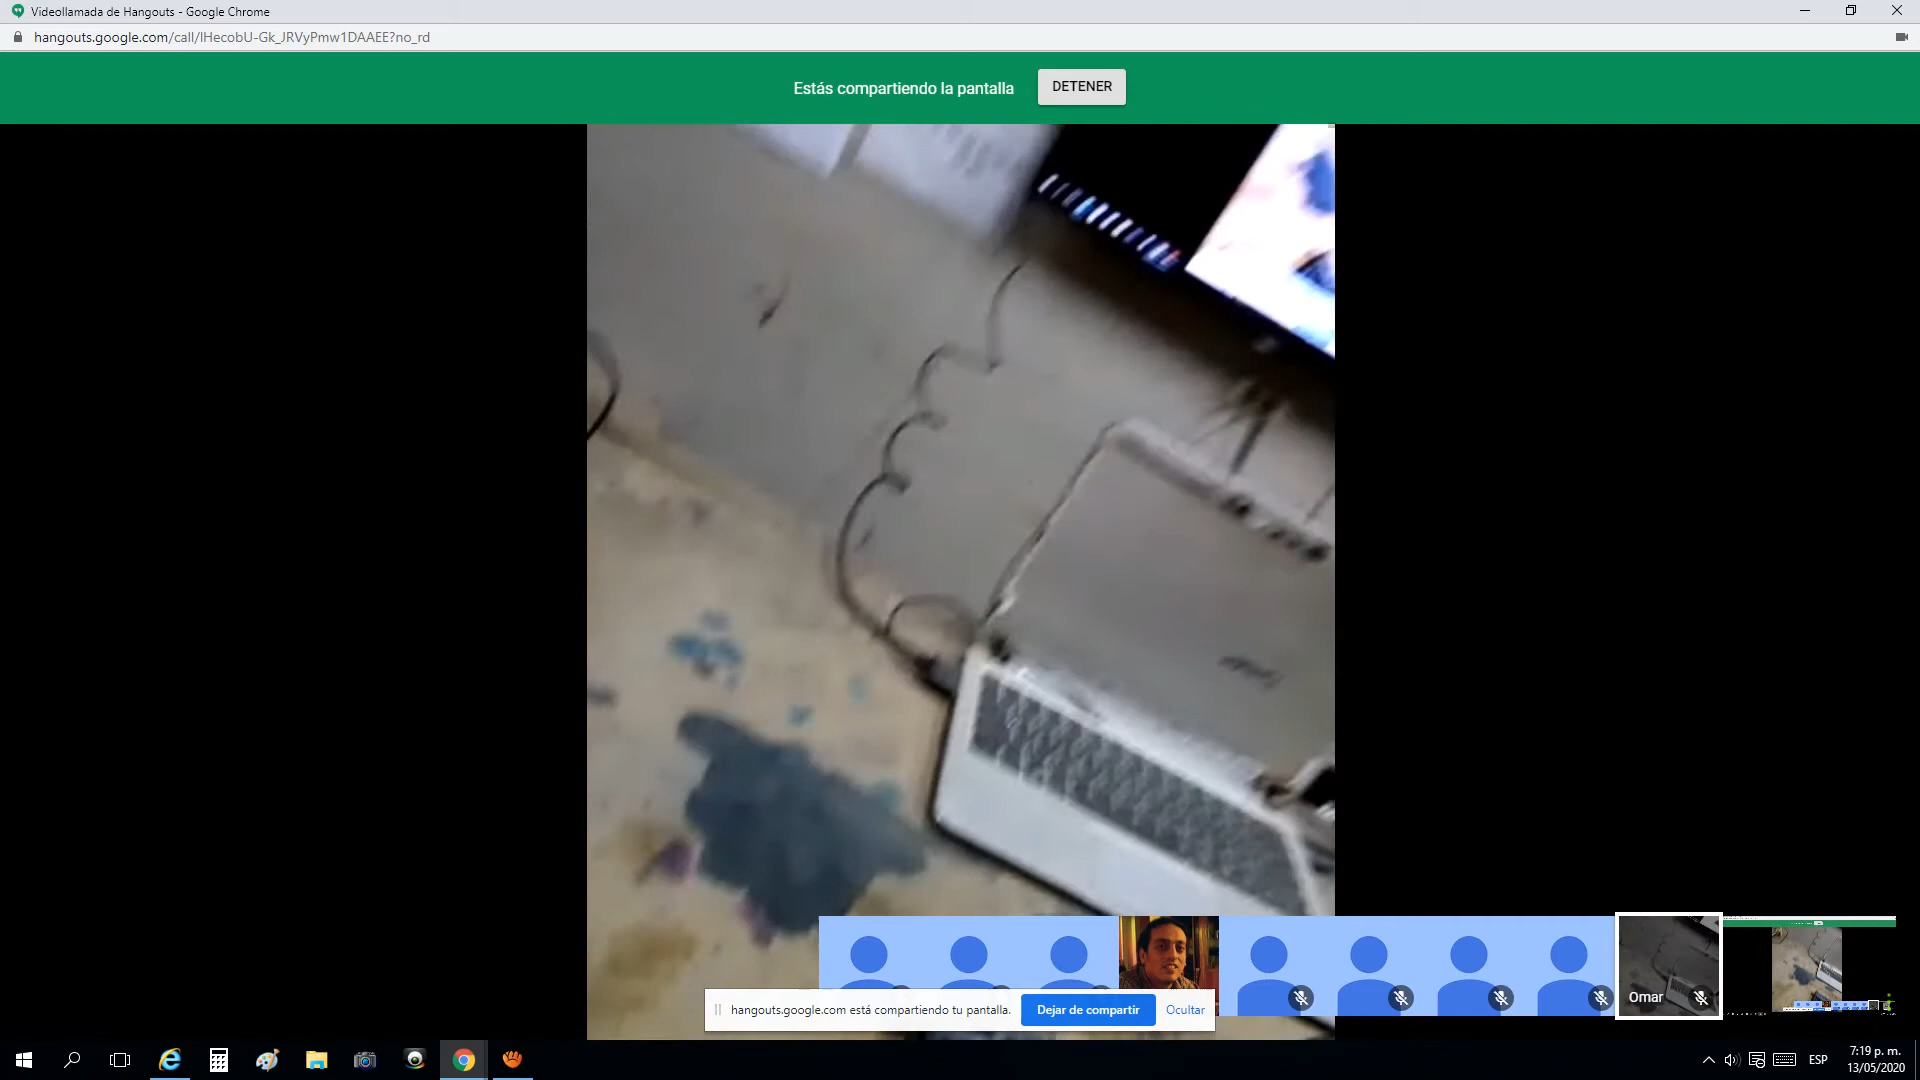 Videollamada de Hangouts - Google Chrome
hangouts.google.com/call/lHecobU-Gk_JRVyPmw1DAAEE?no_rd
Estás compartiendo la pantalla
DETENER
Omar
hangouts.google.com está compartiendo tu pantalla.
Dejar de compartir
Ocultar
ESP
7:19 p. m.
13/05/2020